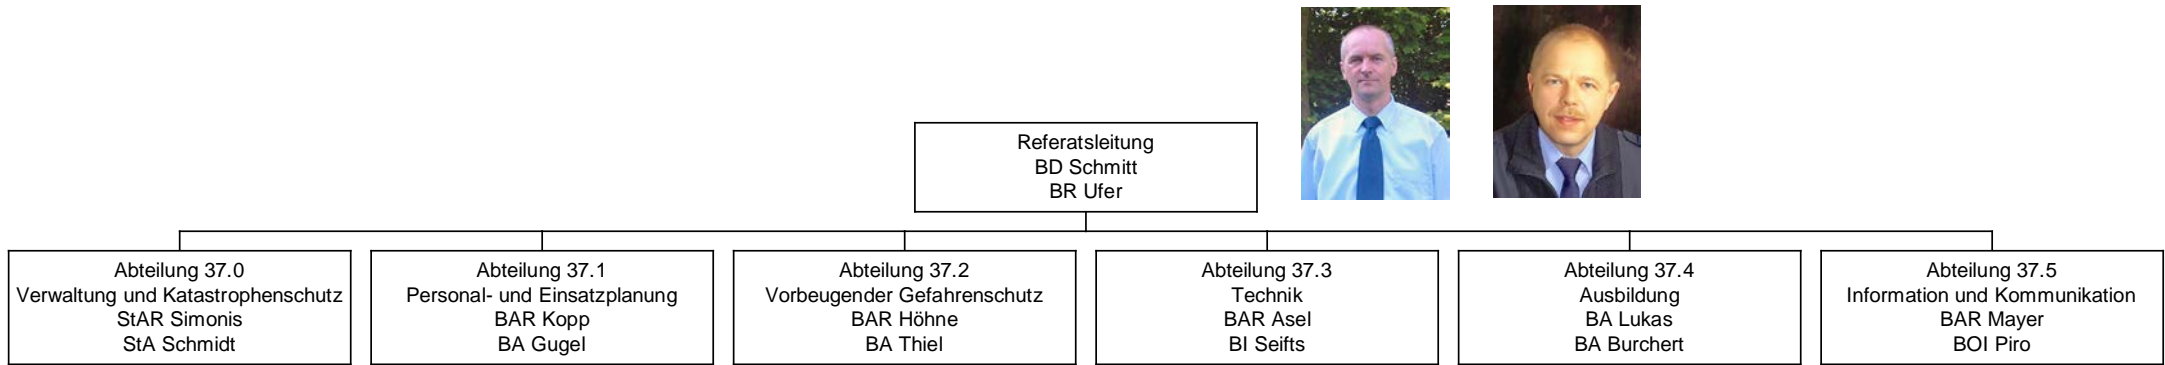 Referatsleitung
BD Schmitt
BR Ufer
Abteilung 37.0
Verwaltung und Katastrophenschutz
StAR Simonis
StA Schmidt
Abteilung 37.1
Personal- und Einsatzplanung
BAR Kopp
BA Gugel
Abteilung 37.2
Vorbeugender Gefahrenschutz
BAR Höhne
BA Thiel
Abteilung 37.3
Technik
BAR Asel
BI Seifts
Abteilung 37.4
Ausbildung
BA Lukas
BA Burchert
Abteilung 37.5
Information und Kommunikation
BAR Mayer
BOI Piro